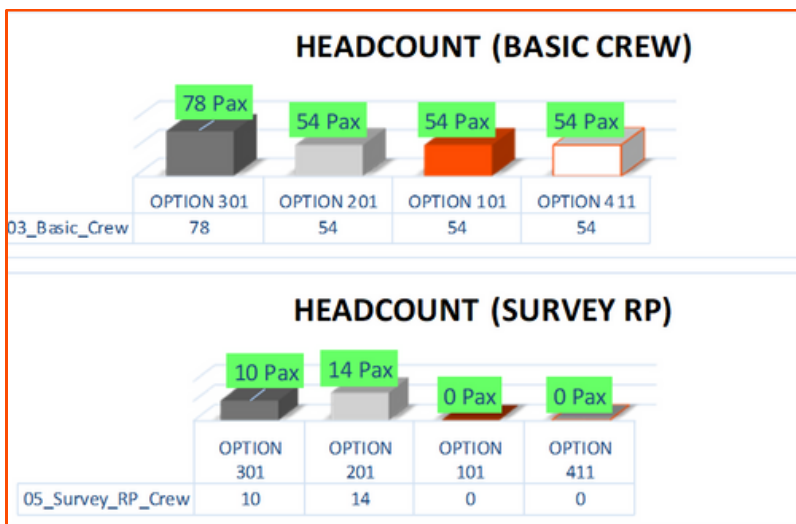 HEADCOUNT (BASIC CREW)
78 Pax
54 Pax
54 Pax
54 Pax
OPTION 301 OPTION 201 OPTION 101 OPTION 411
03_Basic_Crew 78 54 54 54
HEADCOUNT (SURVEY RP)
10 Pax
14 Pax
0 Pax
0 Pax
OPTION OPTION OPTION OPTION
301 201 101 411
05_Survey_RP_Crew 10 14 0 0